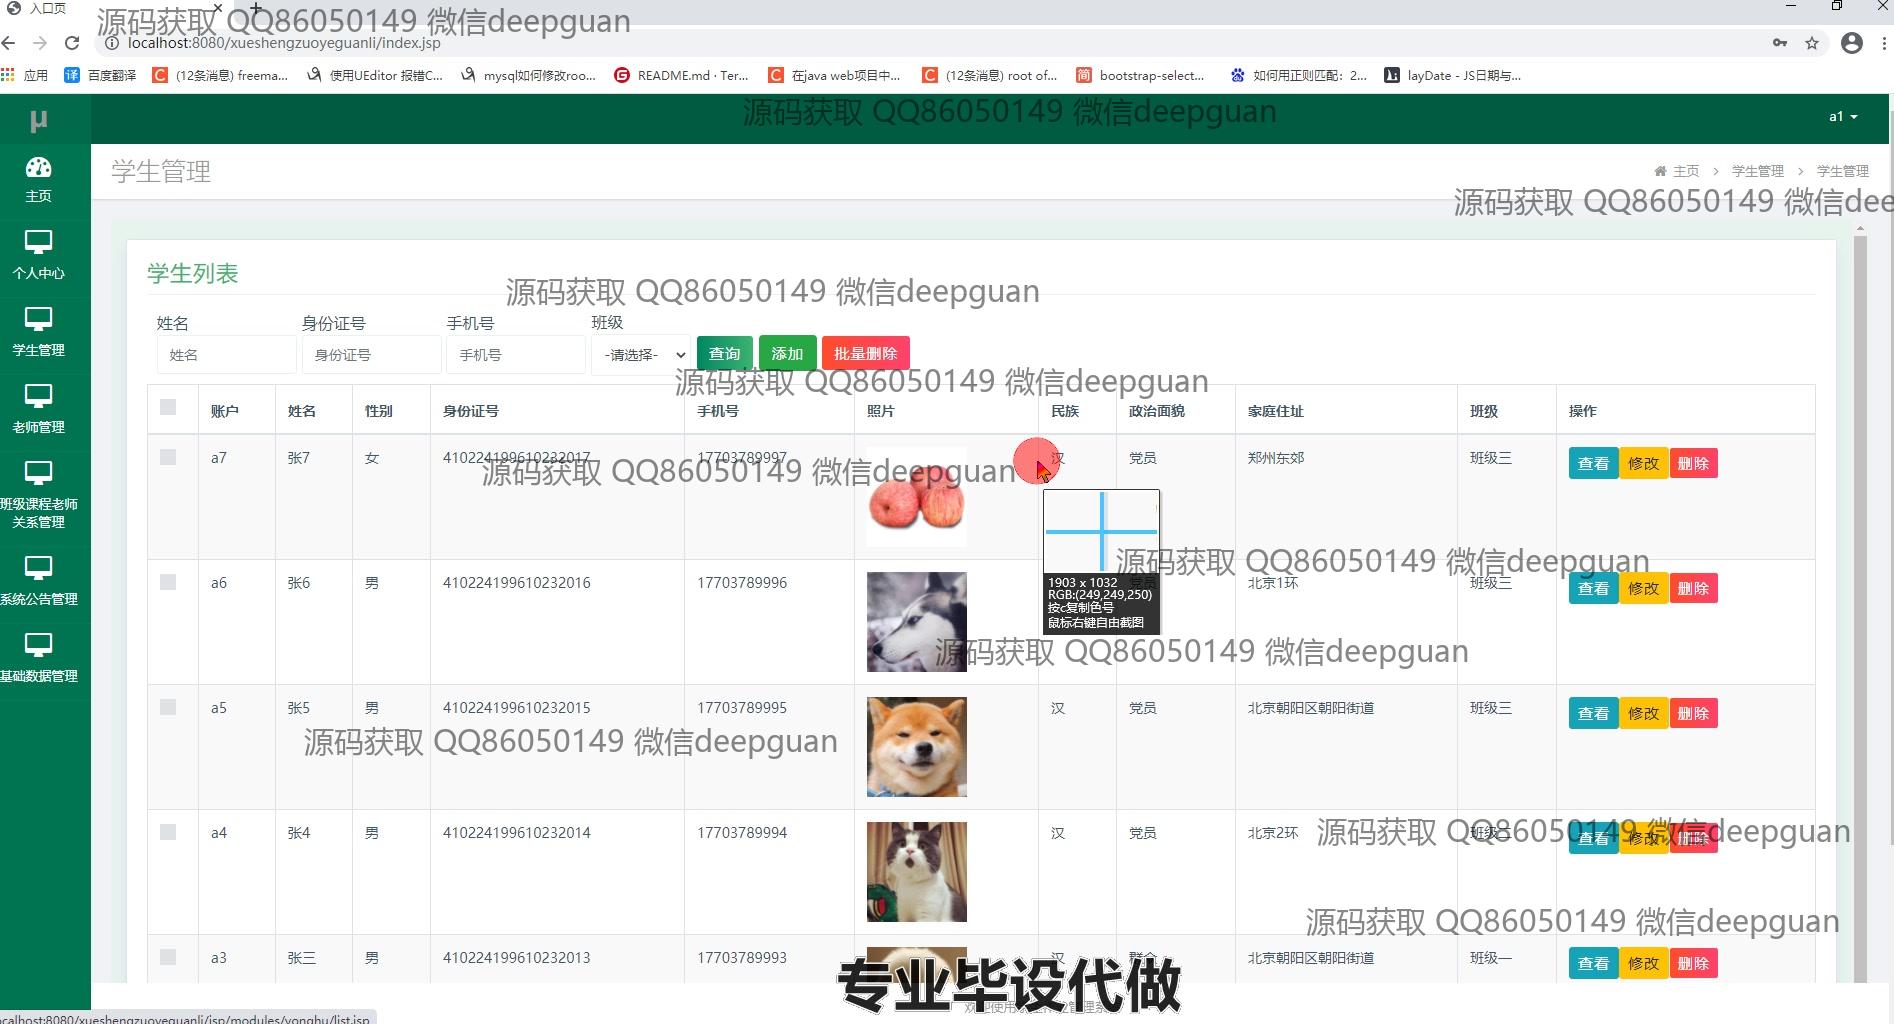 入口页
源码获取 QQ86050149 微信deepguan
localhost:8080/xueshengzuoyeguanli/index.jsp
应用
译 百度翻译
C (12条消息) freema...
使用UEditor 报错C...
mysql如何修改roo...
README.md · Ter...
C 在java web项目中...
C (12条消息) root of...
简 bootstrap-select...
如何用正则匹配：2...
layDate - JS日期与...
μ
源码获取 QQ86050149 微信deepguan
a1
学生管理
主页 > 学生管理 > 学生管理
源码获取 QQ86050149 微信dee
主页
个人中心
学生管理
老师管理
班级课程老师
关系管理
系统公告管理
基础数据管理
学生列表
源码获取 QQ86050149 微信deepguan
姓名 身份证号 手机号 班级
姓名 身份证号 手机号 -请选择- 查询 添加 批量删除
源码获取 QQ86050149 微信deepguan
账户 姓名 性别 身份证号 手机号 照片 民族 政治面貌 家庭住址 班级 操作
a7 张7 女 410224199610232017 17703789997 汉 党员 郑州东郊 班级三 查看 修改 删除
源码获取 QQ86050149 微信deepguan
1903 x 1032
RGB:(249,249,250)
按c复制色号
鼠标右键自由截图
源码获取 QQ86050149 微信deepguan
a6 张6 男 410224199610232016 17703789996 党员 北京1环 班级三 查看 修改 删除
源码获取 QQ86050149 微信deepguan
a5 张5 男 410224199610232015 17703789995 汉 党员 北京朝阳区朝阳街道 班级三 查看 修改 删除
源码获取 QQ86050149 微信deepguan
a4 张4 男 410224199610232014 17703789994 汉 党员 北京2环 查看 修改 删除
源码获取 QQ86050149 微信deepguan
源码获取 QQ86050149 微信deepguan
a3 张三 男 410224199610232013 17703789993 汉 群众 北京朝阳区朝阳街道 班级一 查看 修改 删除
专业毕设代做
ocalhost:8080/xueshengzuoyeguanli/jsp/modules/yonghu/list.jsp